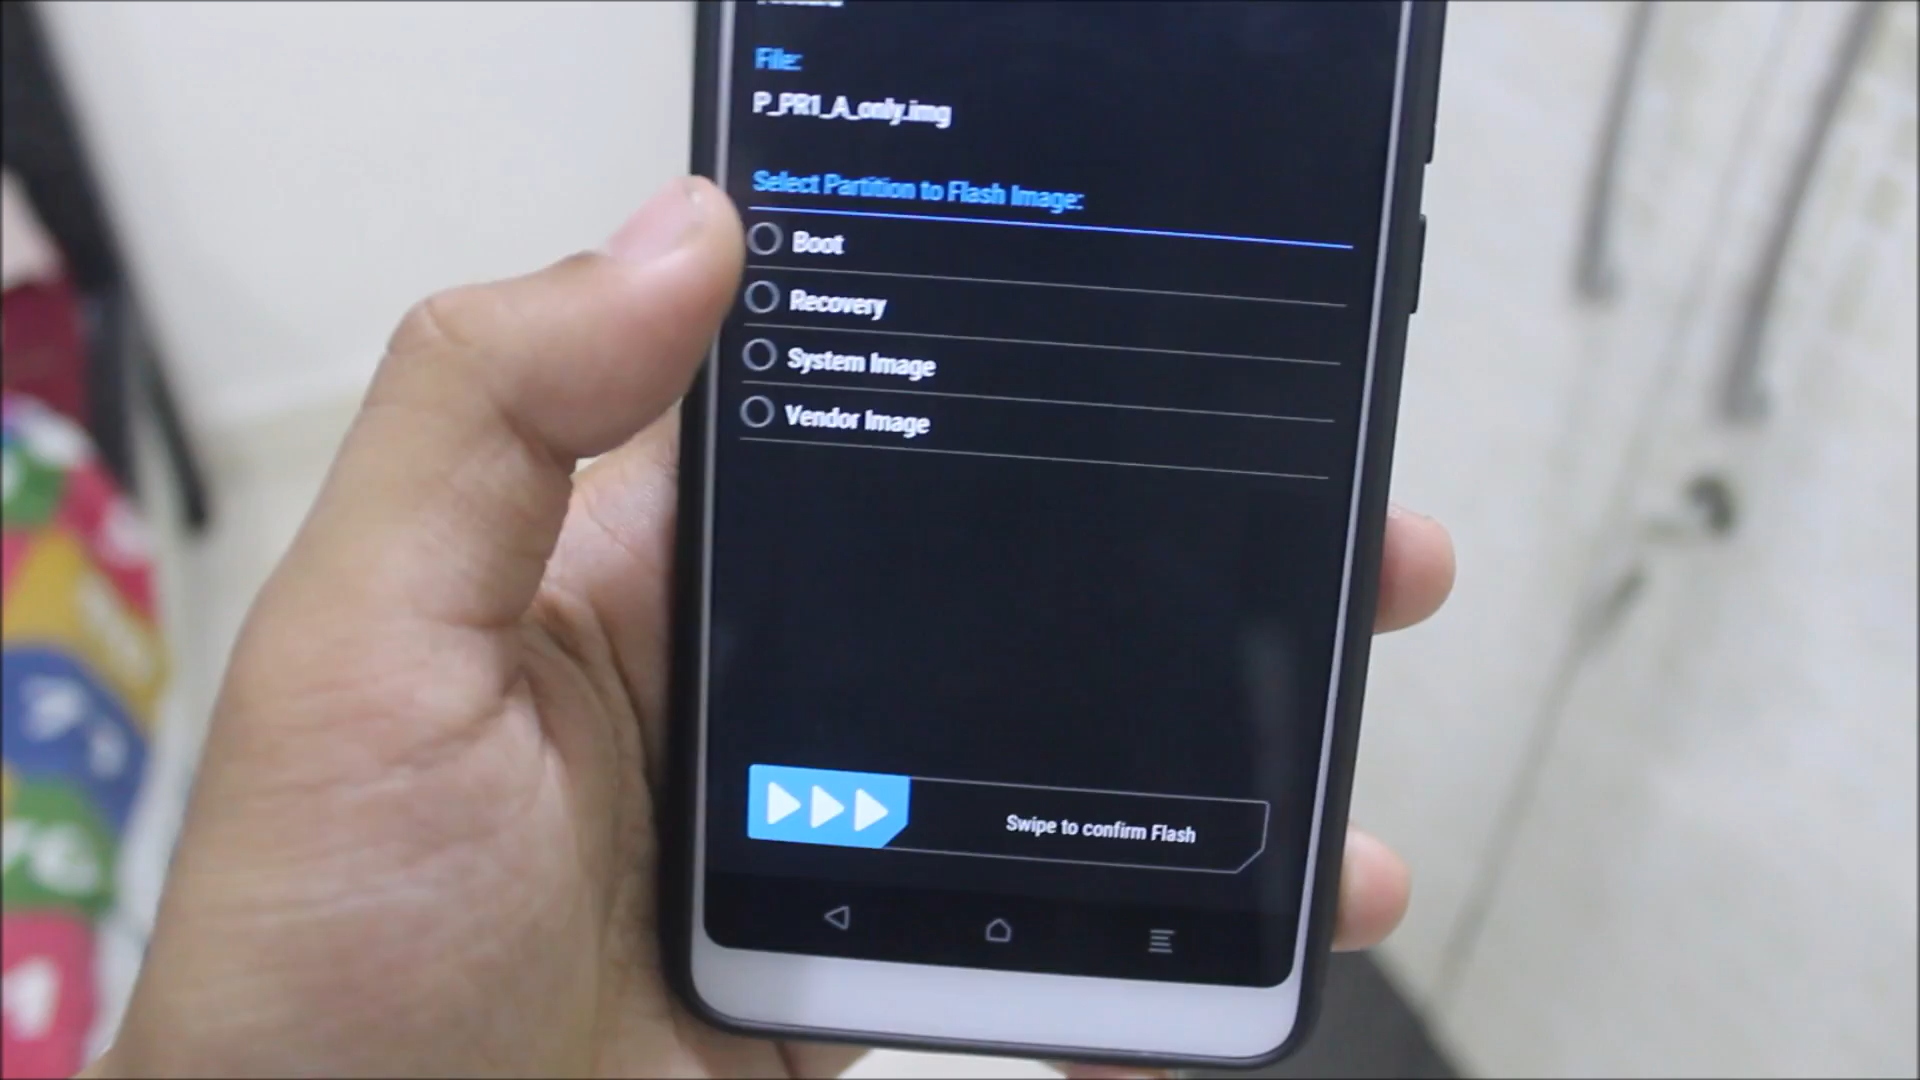 File:
P_PR1_A_only.img
Select Partition to Flash Image:
Boot
Recovery
System Image
Vendor Image
Swipe to confirm Flash